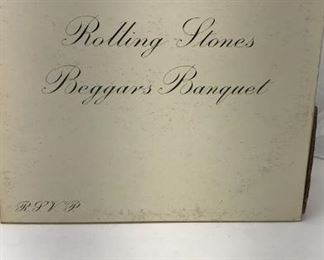 Rolling Stones
Beggars Banquet
R.S.V.P.